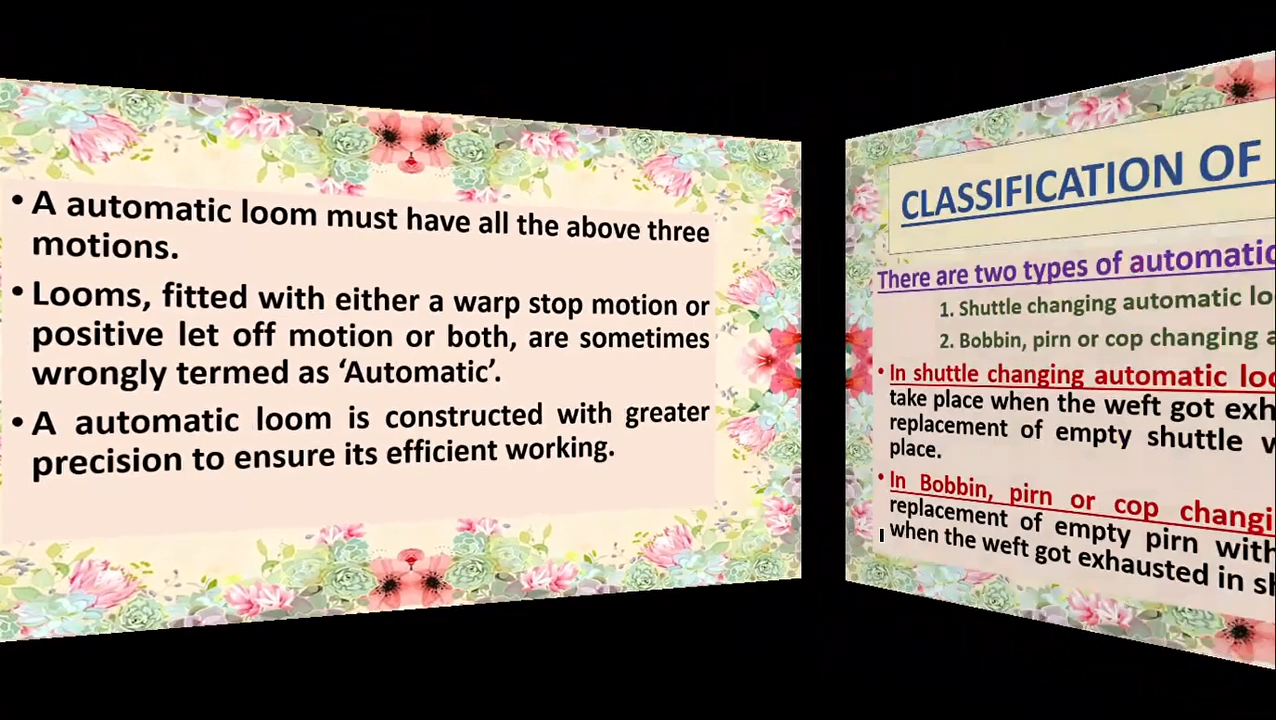 • A automatic loom must have all the above three
motions.
• Looms, fitted with either a warp stop motion or
positive let off motion or both, are sometimes
wrongly termed as ‘Automatic’.
• A automatic loom is constructed with greater
precision to ensure its efficient working.
CLASSIFICATION OF
There are two types of automatic
1. Shuttle changing automatic
2. Bobbin, pirn or cop changing
• In shuttle changing automatic
take place when the weft got
replacement of empty shuttle
place.
• In Bobbin, pirn or cop
replacement of empty pirn with
when the weft got exhausted in